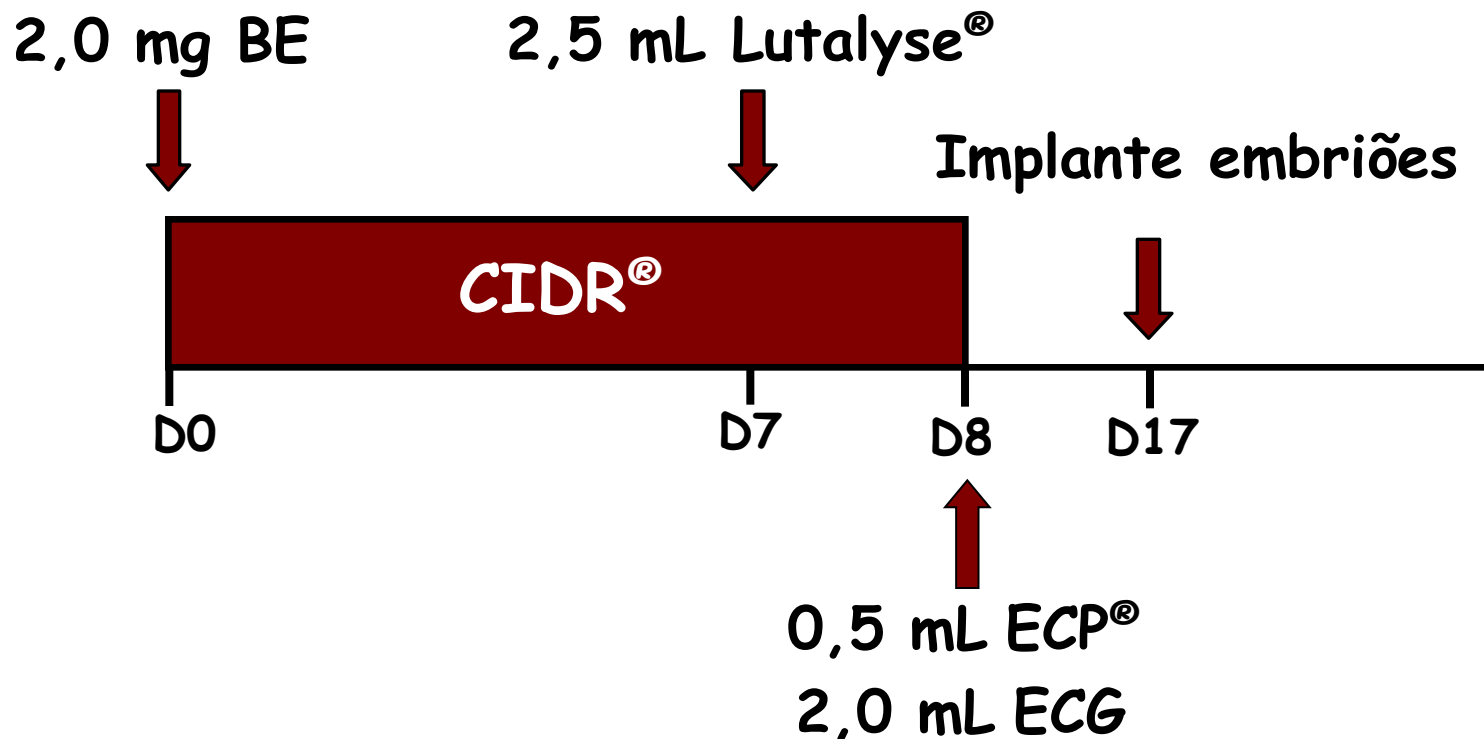 2,0 mg BE
2,5 mL Lutalyse®
Implante embriões
CIDR®
D0
D7
D8
D17
0,5 mL ECP®
2,0 mL ECG